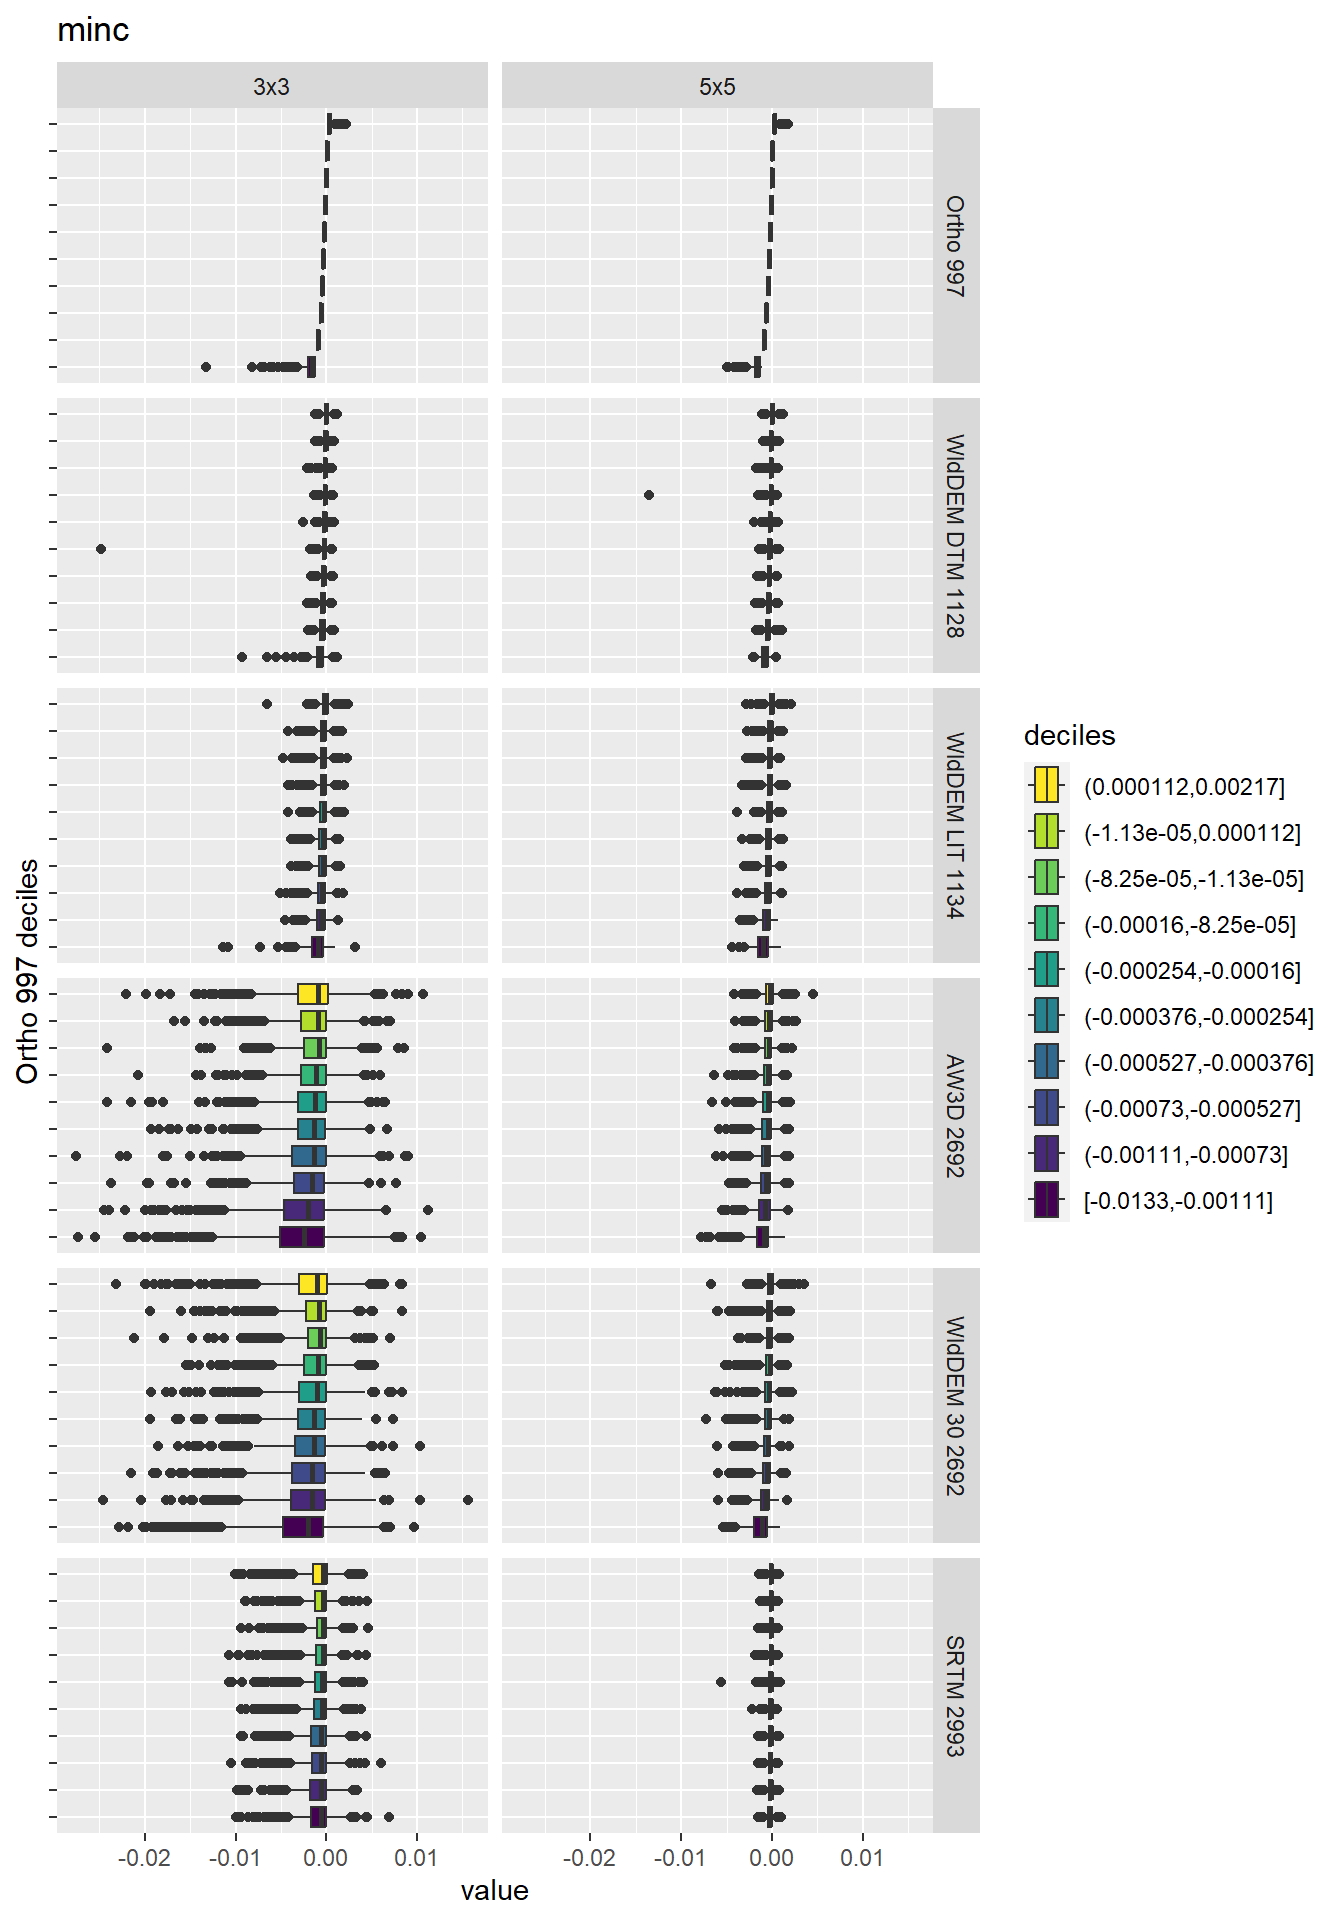 minc
3x3
5x5
Ortho 997
WldDEM DTM 1128
WldDEM LIT 1134
AW3D 2692
WldDEM 30 2692
SRTM 2993
Ortho 997 deciles
-0.02 -0.01 0.00 0.01
-0.02 -0.01 0.00 0.01
value
deciles
(0.000112,0.00217]
(-1.13e-05,0.000112]
(-8.25e-05,-1.13e-05]
(-0.00016,-8.25e-05]
(-0.000254,-0.00016]
(-0.000376,-0.000254]
(-0.000527,-0.000376]
(-0.00073,-0.000527]
(-0.00111,-0.00073]
[-0.0133,-0.00111]